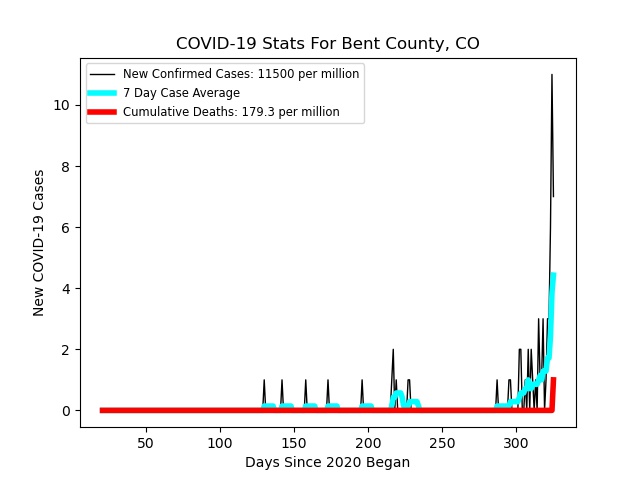 COVID-19 Stats For Bent County, CO
New Confirmed Cases: 11500 per million
7 Day Case Average
Cumulative Deaths: 179.3 per million
New COVID-19 Cases
10
8
6
4
2
0
50 100 150 200 250 300
Days Since 2020 Began